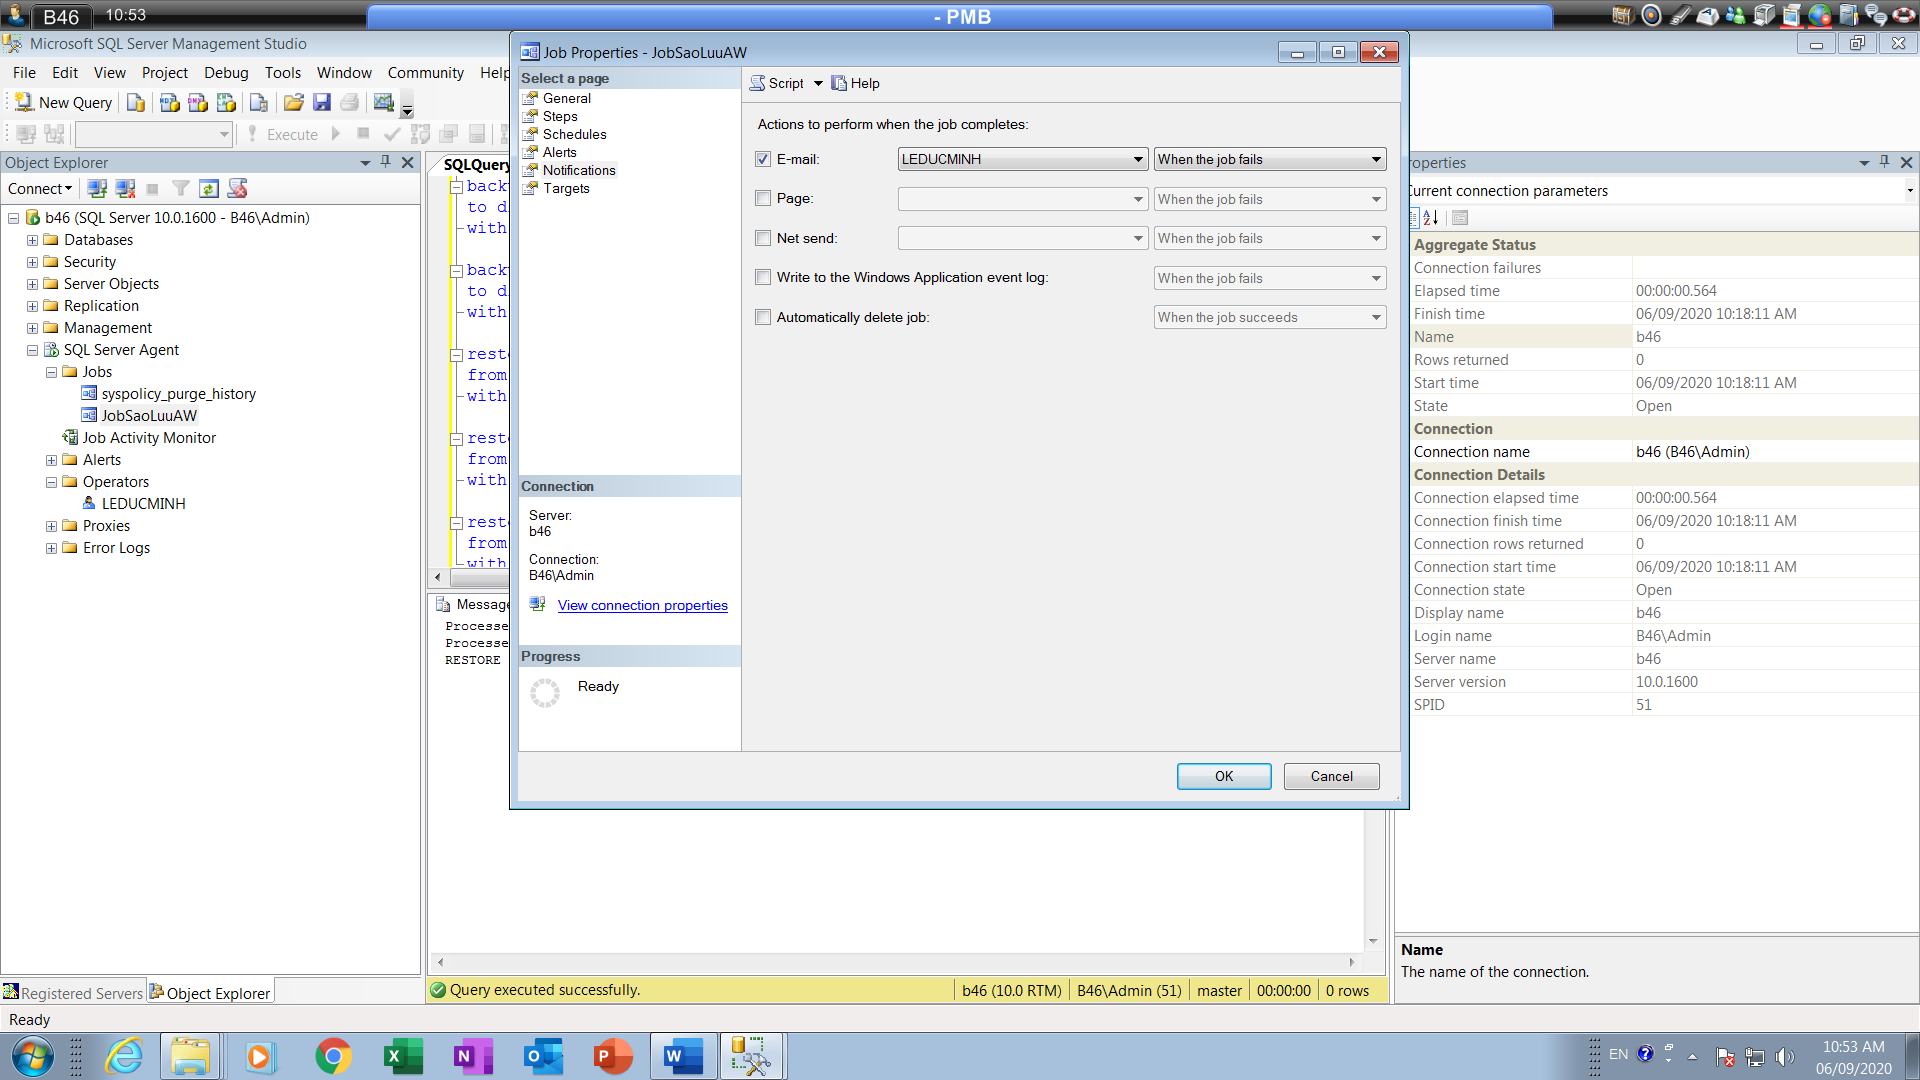 B46 10:53 - PMB
Microsoft SQL Server Management Studio
File Edit View Project Debug Tools Window Community Help
New Query
Execute
Object Explorer
Connect
b46 (SQL Server 10.0.1600 - B46\Admin)
Databases
Security
Server Objects
Replication
Management
SQL Server Agent
Jobs
syspolicy_purge_history
JobSaoLuuAW
Job Activity Monitor
Alerts
Operators
LEDUCMINH
Proxies
Error Logs
Registered Servers Object Explorer
SQLQuery
to d
with
to d
with
rest
from
with
rest
from
with
rest
from
with
Message
Processe
Processe
RESTORE
Query executed successfully. b46 (10.0 RTM) B46\Admin (51) master 00:00:00 0 rows
Job Properties - JobSaoLuuAW
Select a page
General
Steps
Schedules
Alerts
Notifications
Targets
Connection
Server:
b46
Connection:
B46\Admin
View connection properties
Progress
Ready
Script Help
Actions to perform when the job completes:
E-mail: LEDUCMINH When the job fails
Page: When the job fails
Net send: When the job fails
Write to the Windows Application event log: When the job fails
Automatically delete job: When the job succeeds
OK Cancel
roperties
urrent connection parameters
Aggregate Status
Connection failures
Elapsed time 00:00:00.564
Finish time 06/09/2020 10:18:11 AM
Name b46
Rows returned 0
Start time 06/09/2020 10:18:11 AM
State Open
Connection
Connection name b46 (B46\Admin)
Connection Details
Connection elapsed time 00:00:00.564
Connection finish time 06/09/2020 10:18:11 AM
Connection rows returned 0
Connection start time 06/09/2020 10:18:11 AM
Connection state Open
Display name b46
Login name B46\Admin
Server name b46
Server version 10.0.1600
SPID 51
Name
The name of the connection.
Ready
EN
10:53 AM
06/09/2020